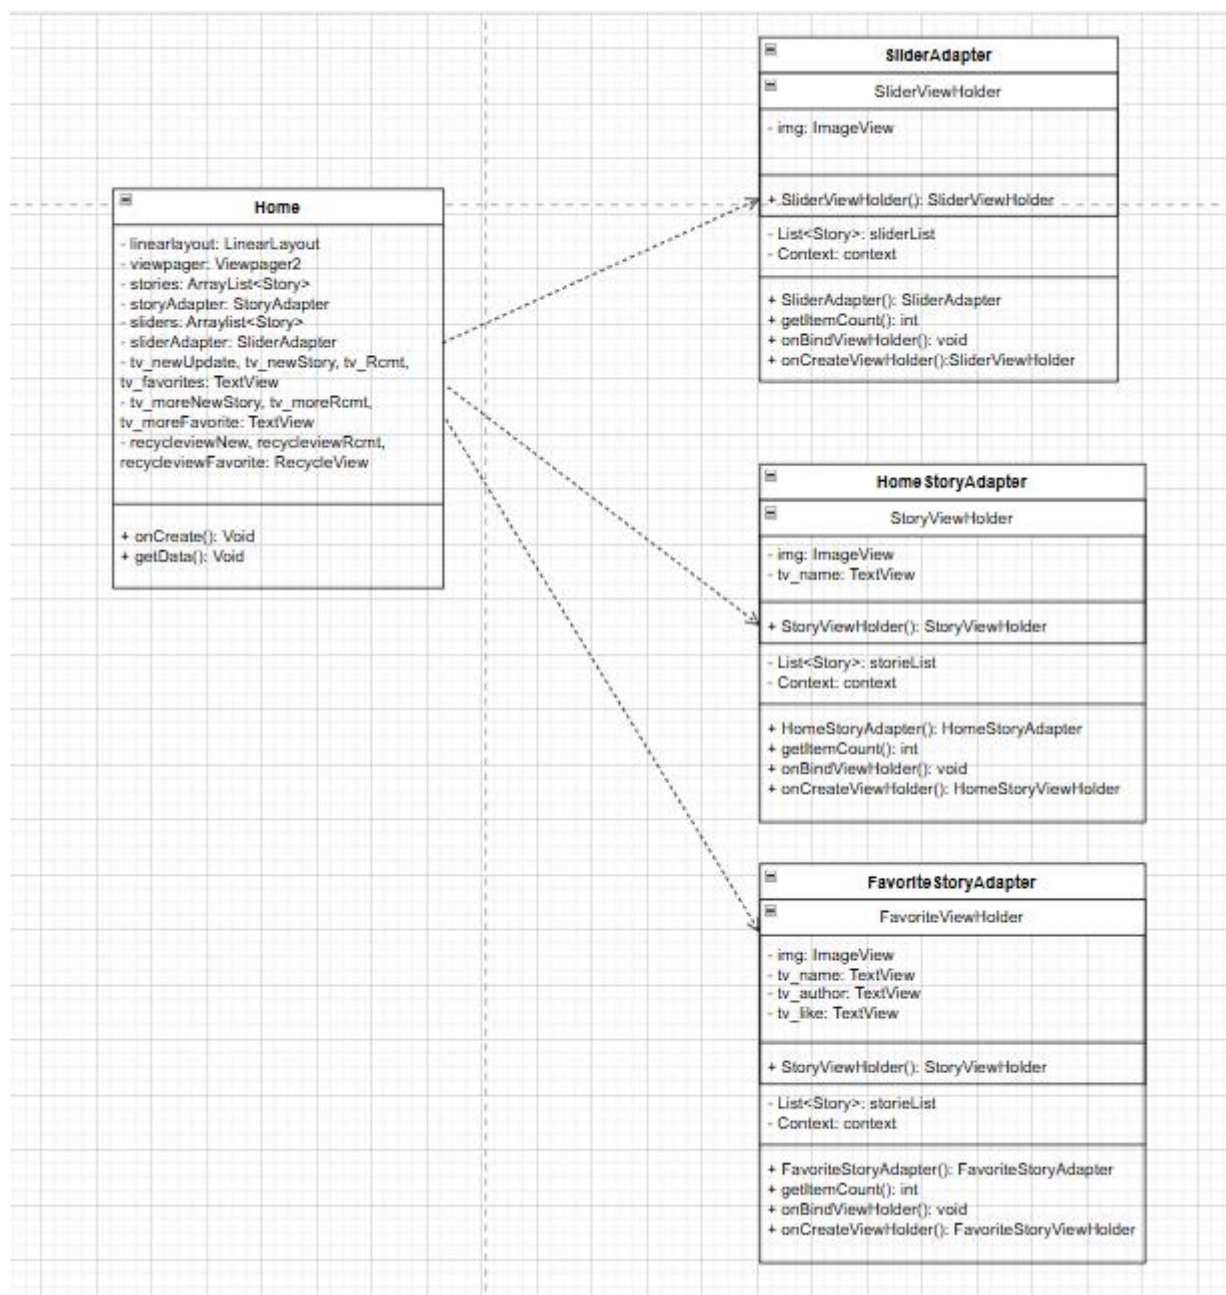 Home
- linearlayout: LinearLayout
- viewpager: Viewpager2
- stories: ArrayList<Story>
- storyAdapter: StoryAdapter
- sliders: Arraylist<Story>
- sliderAdapter: SliderAdapter
- tv_newUpdate, tv_newStory, tv_Rcmt,
tv_favorites: TextView
- tv_moreNewStory, tv_moreRcmt,
tv_moreFavorite: TextView
- recycleviewNew, recycleviewRcmt,
recycleviewFavorite: RecycleView
+ onCreate(): Void
+ getData(): Void
SliderAdapter
SliderViewHolder
- img: ImageView
+ SliderViewHolder(): SliderViewHolder
- List<Story>: sliderList
- Context: context
+ SliderAdapter(): SliderAdapter
+ getItemCount(): int
+ onBindViewHolder(): void
+ onCreateViewHolder():SliderViewHolder
HomeStoryAdapter
StoryViewHolder
- img: ImageView
- tv_name: TextView
+ StoryViewHolder(): StoryViewHolder
- List<Story>: storieList
- Context: context
+ HomeStoryAdapter(): HomeStoryAdapter
+ getItemCount(): int
+ onBindViewHolder(): void
+ onCreateViewHolder(): HomeStoryViewHolder
FavoriteStoryAdapter
FavoriteViewHolder
- img: ImageView
- tv_name: TextView
- tv_author: TextView
- tv_like: TextView
+ StoryViewHolder(): StoryViewHolder
- List<Story>: storieList
- Context: context
+ FavoriteStoryAdapter(): FavoriteStoryAdapter
+ getItemCount(): int
+ onBindViewHolder(): void
+ onCreateViewHolder(): FavoriteStoryViewHolder